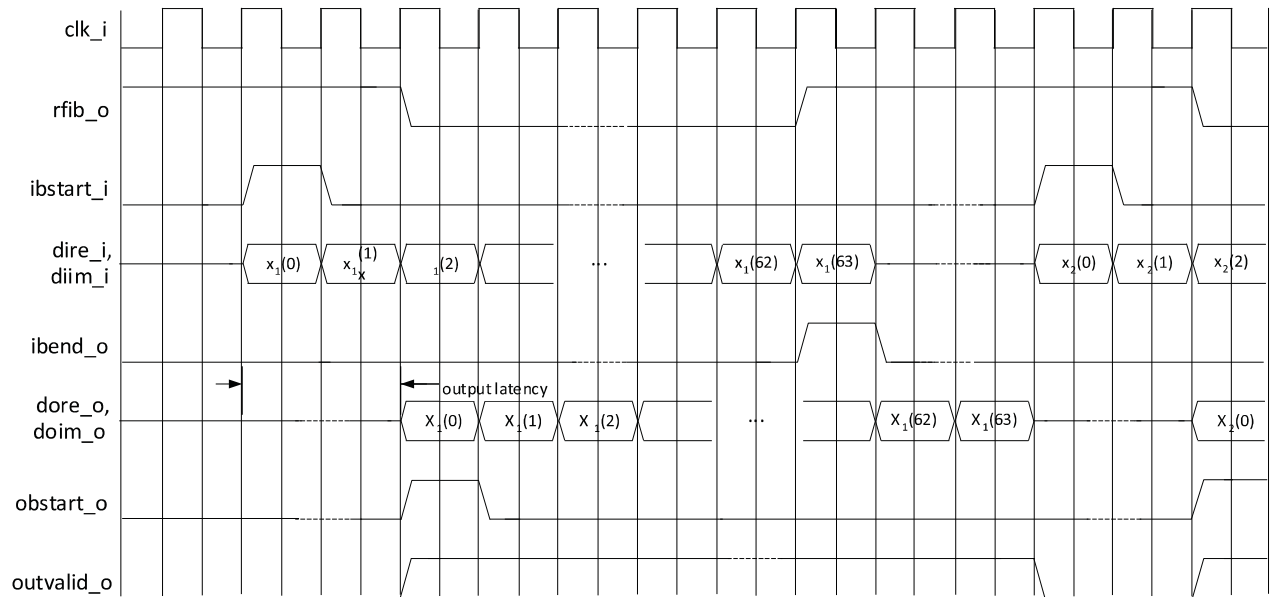 clk_i
rfib_o
ibstart_i
dire_i,
diim_i
x₁(0) x₁x(1) ₁(2) ... x₁(62) x₁(63) x₂(0) x₂(1) x₂(2)
ibend_o
output latency
dore_o,
doim_o
X₁(0) X₁(1) X₁(2) ... X₁(62) X₁(63) X₂(0)
obstart_o
outvalid_o